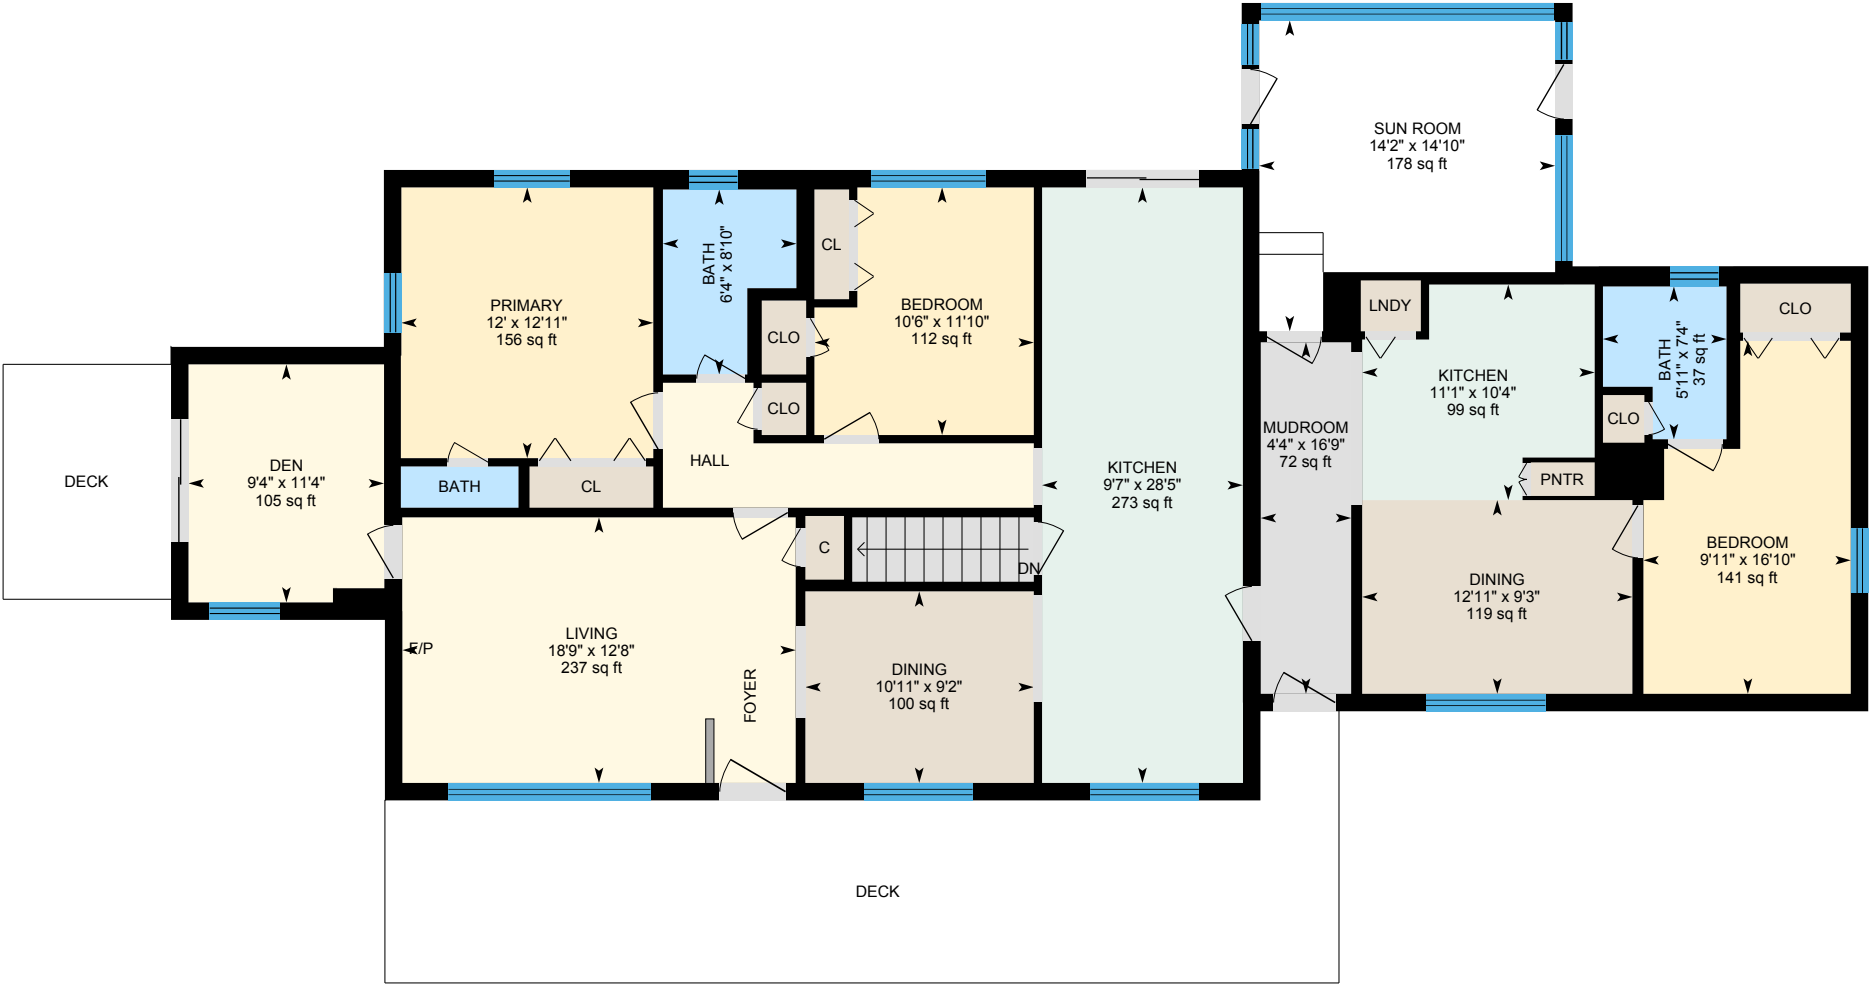 SUN ROOM
14'2" x 14'10"
178 sq ft
PRIMARY
12' x 12'11"
156 sq ft
BATH
6'4" x 8'10"
CL
CLO
CLO
BEDROOM
10'6" x 11'10"
112 sq ft
LNDY
KITCHEN
11'1" x 10'4"
99 sq ft
BATH
5'11" x 7'4"
37 sq ft
CLO
CLO
DECK
DEN
9'4" x 11'4"
105 sq ft
BATH
CL
HALL
KITCHEN
9'7" x 28'5"
273 sq ft
MUDROOM
4'4" x 16'9"
72 sq ft
PNTR
C
DN
BEDROOM
9'11" x 16'10"
141 sq ft
DINING
12'11" x 9'3"
119 sq ft
F/P
LIVING
18'9" x 12'8"
237 sq ft
FOYER
DINING
10'11" x 9'2"
100 sq ft
DECK